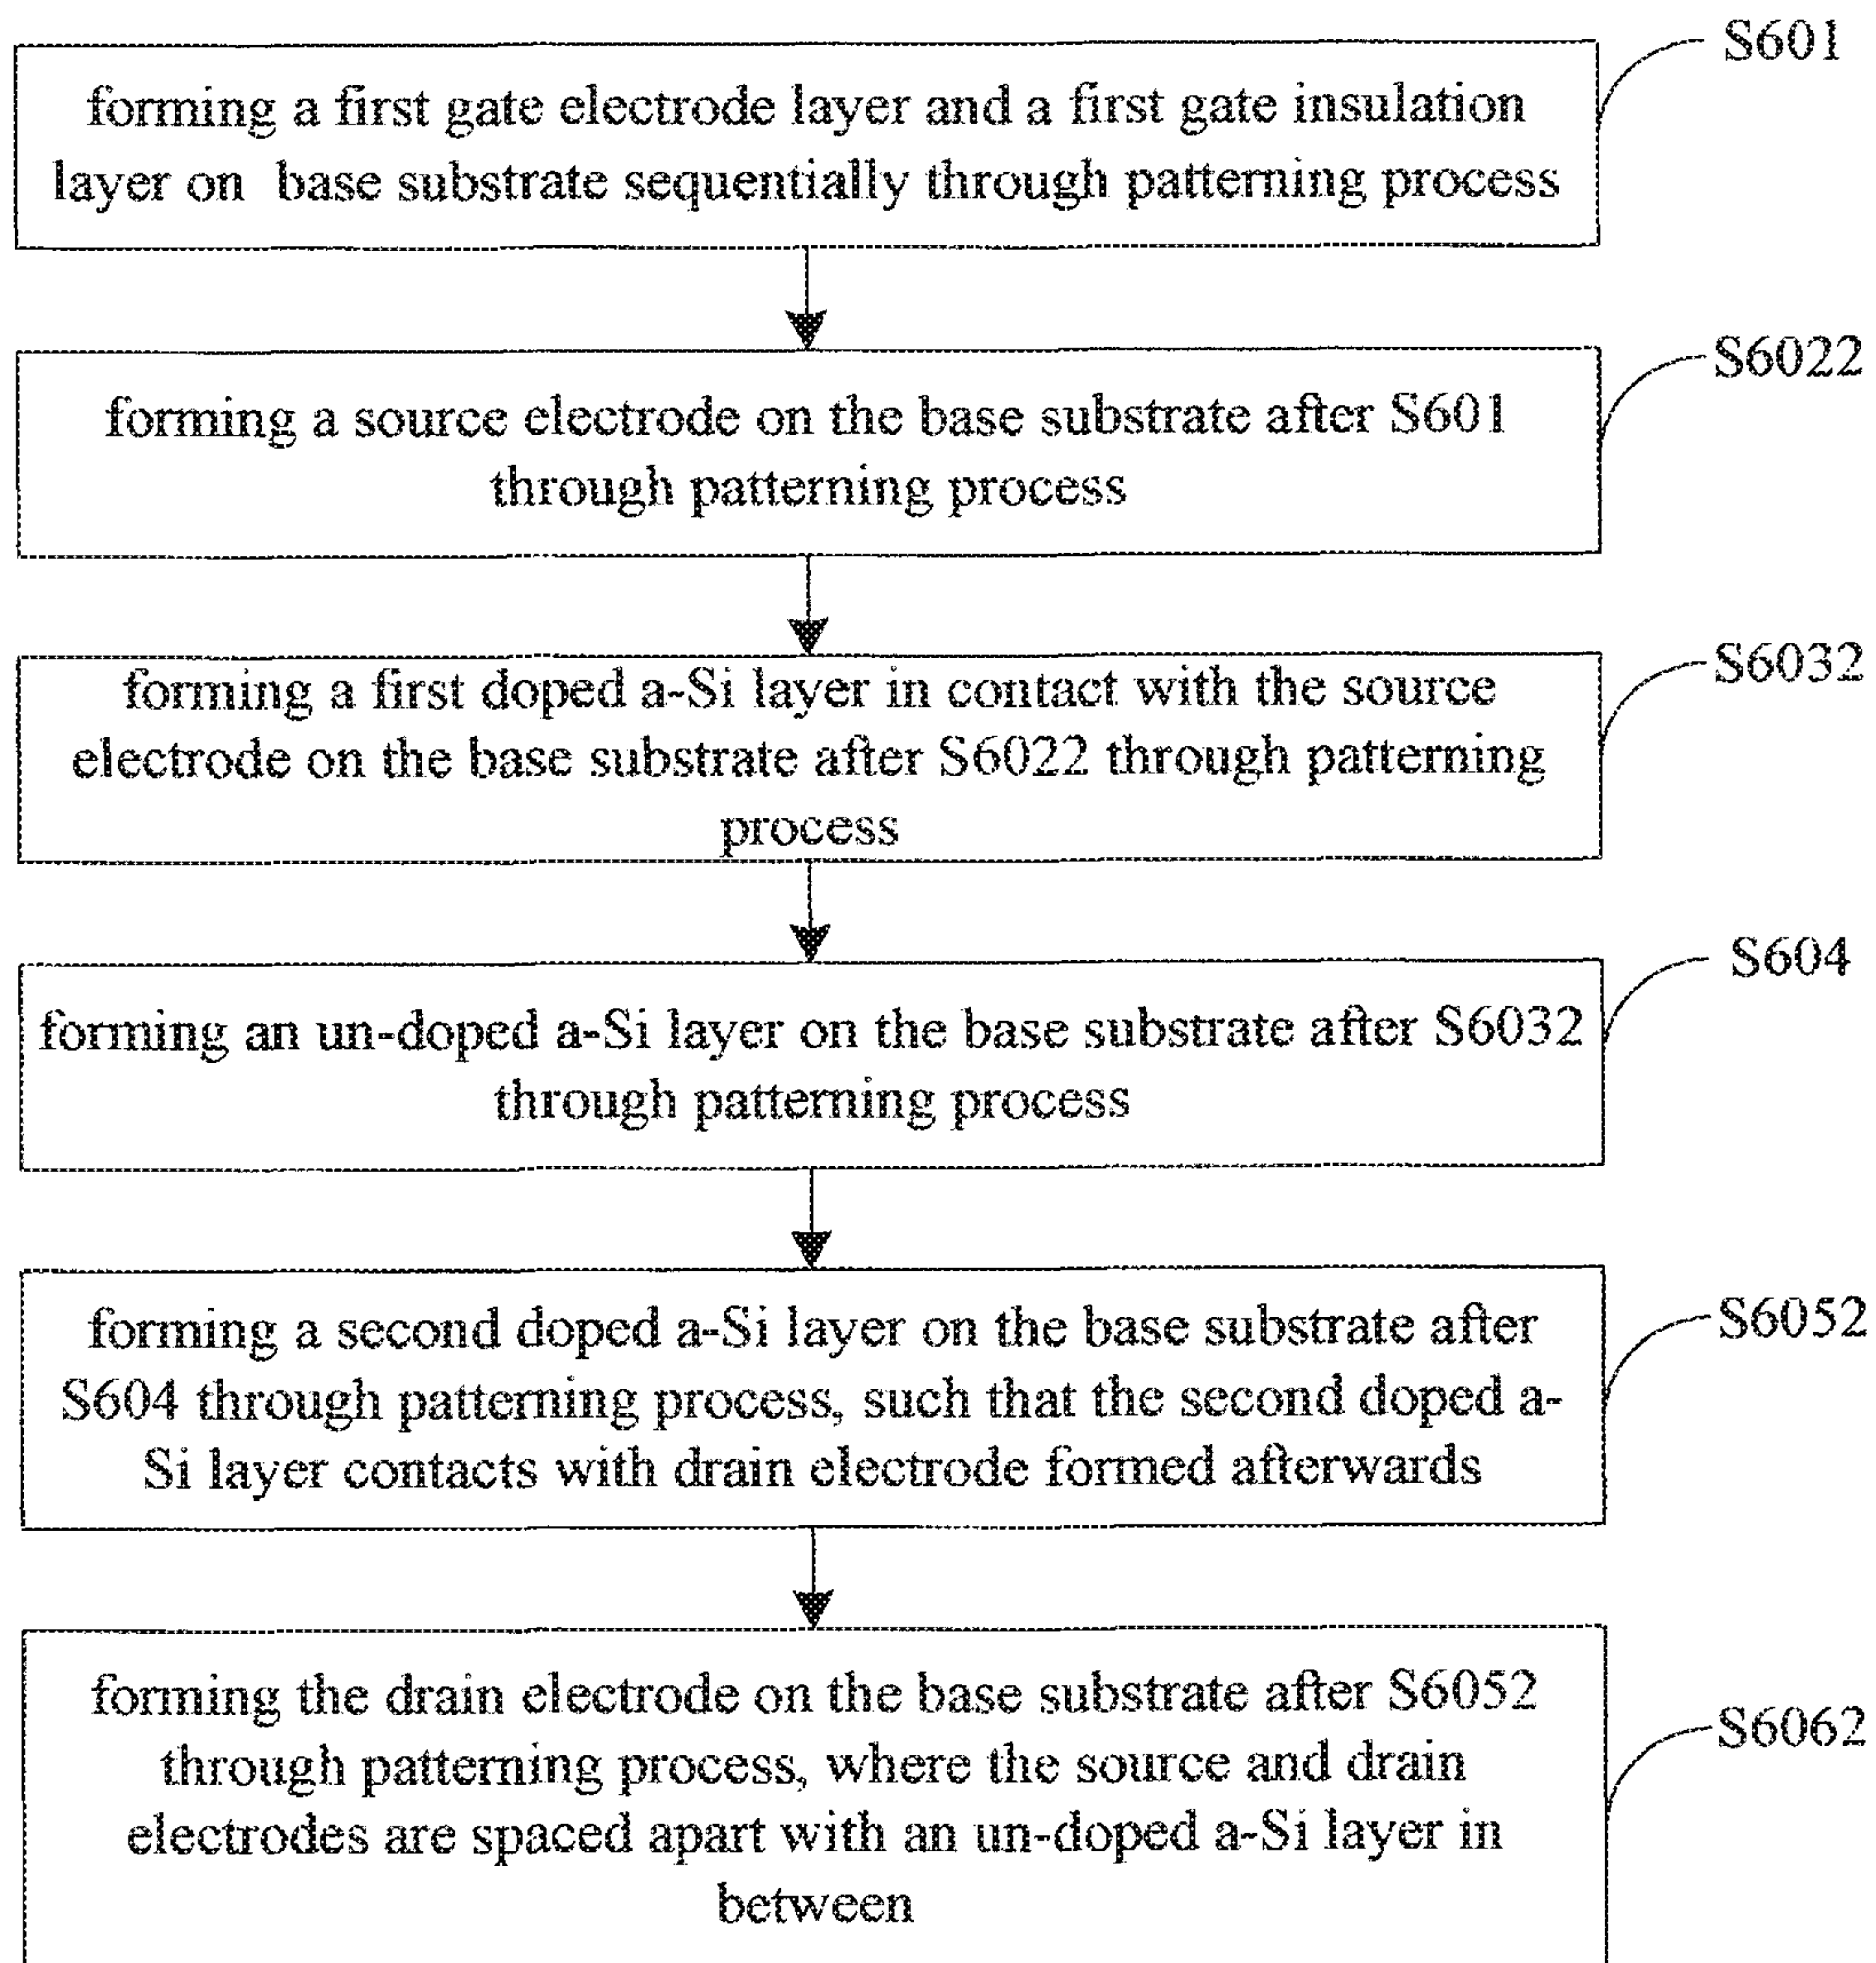 S601
forming a first gate electrode layer and a first gate insulation
layer on base substrate sequentially through patterning process
S6022
forming a source electrode on the base substrate after S601
through patterning process
S6032
forming a first doped a-Si layer in contact with the source
electrode on the base substrate after S6022 through patterning
process
S604
forming an un-doped a-Si layer on the base substrate after S6032
through patterning process
S6052
forming a second doped a-Si layer on the base substrate after
S604 through patterning process, such that the second doped a-
Si layer contacts with drain electrode formed afterwards
S6062
forming the drain electrode on the base substrate after S6052
through patterning process, where the source and drain
electrodes are spaced apart with an un-doped a-Si layer in
between